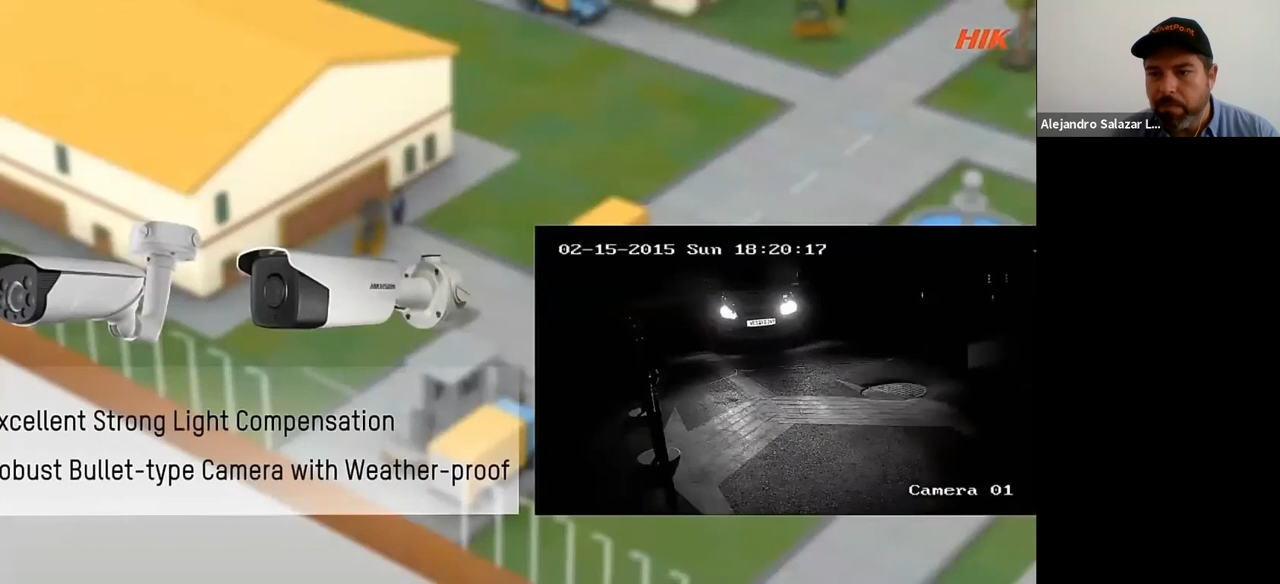 HIK
Alejandro Salazar L...
HIKVISION
02-15-2015 Sun 18:20:17
xcellent Strong Light Compensation
obust Bullet-type Camera with Weather-proof
Camera 01